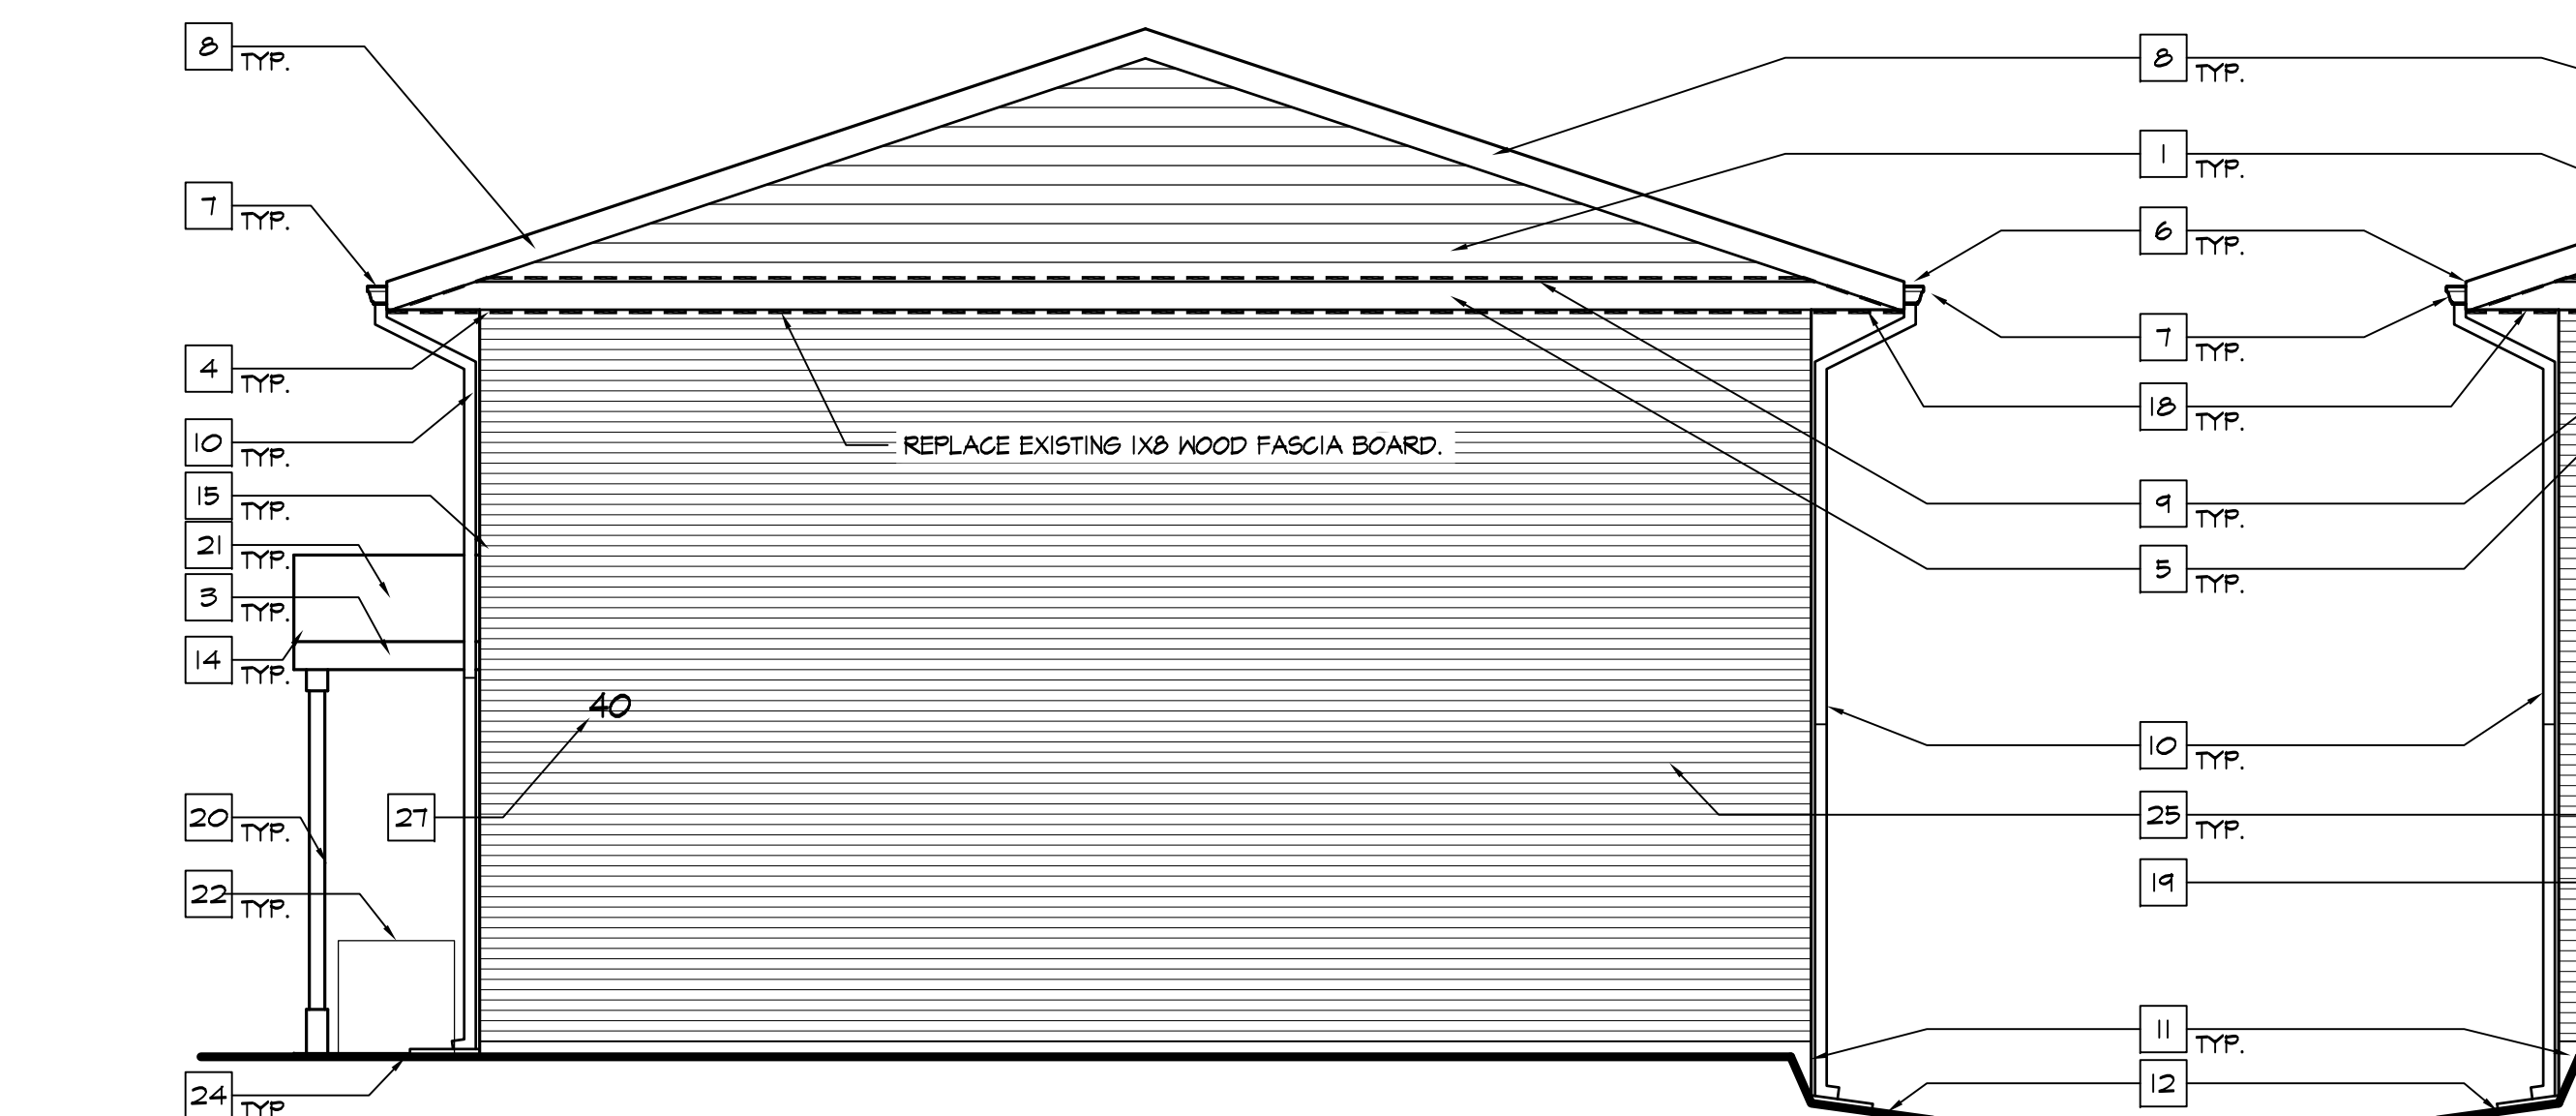 8 TYP.
7 TYP.
4 TYP.
10 TYP.
15 TYP.
21 TYP.
3 TYP.
14 TYP.
20 TYP.
27
22 TYP.
24 TYP
REPLACE EXISTING 1X8 WOOD FASCIA BOARD.
40
8 TYP.
1 TYP.
6 TYP.
7 TYP.
18 TYP.
9 TYP.
5 TYP.
10 TYP.
25 TYP.
19
11 TYP.
12